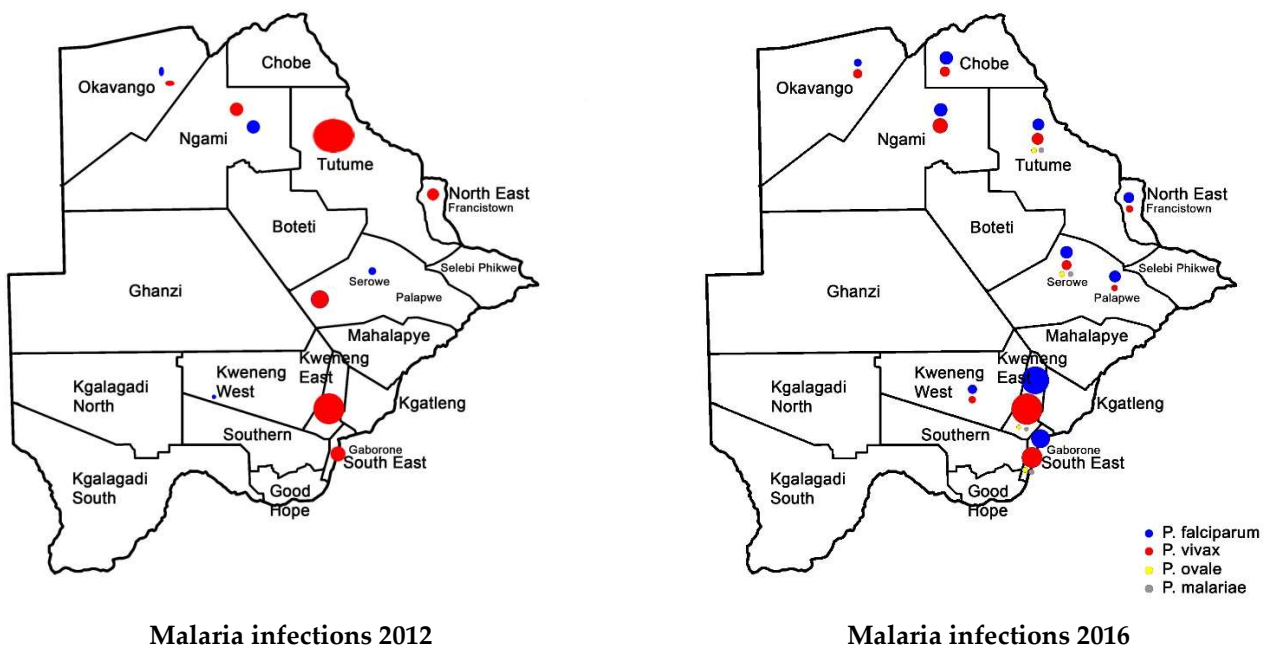 Chobe
Okavango
Ngami
Tutume
North East
Francistown
Boteti
Selebi Phikwe
Serowe
Ghanzi
Palapwe
Mahalapye
Kweneng
East
Kweneng
West
Kgalagadi
North
Kgatleng
Southern
Gaborone
South East
Kgalagadi
South
Good
Hope
Malaria infections 2012
Chobe
Okavango
Ngami
Tutume
North East
Francistown
Boteti
Selebi Phikwe
Serowe
Ghanzi
Palapwe
Mahalapye
Kweneng
East
Kweneng
West
Kgalagadi
North
Kgatleng
Southern
Gaborone
South East
Kgalagadi
South
Good
Hope
P. falciparum
P. vivax
P. ovale
P. malariae
Malaria infections 2016